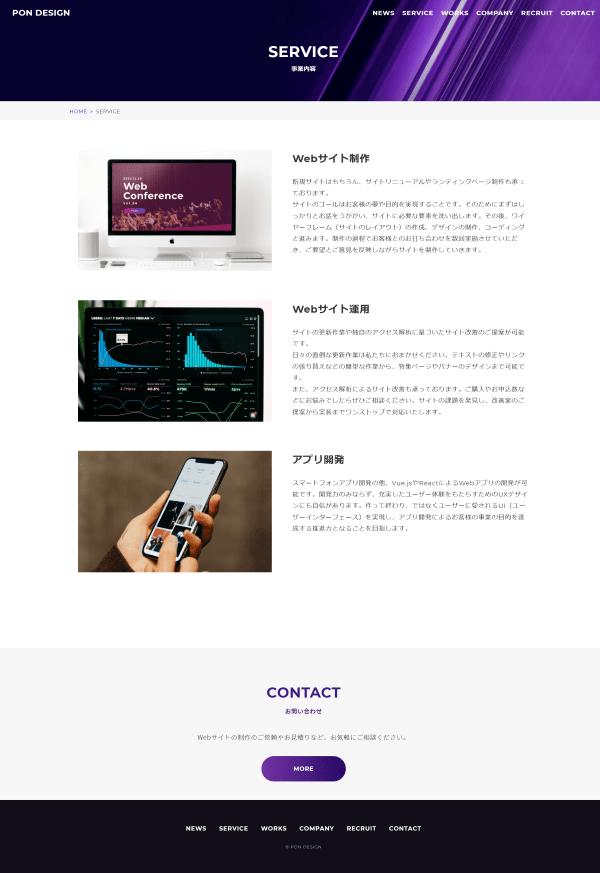 PON DESIGN
NEWS SERVICE WORKS COMPANY RECRUIT CONTACT
SERVICE
事業内容
HOME > SERVICE
Web
Conference
Webサイト制作
新規サイトはもちろん、サイトリニューアルやランディングページ制作も承っ
ております。
サイトのゴールはお客様の夢や目的を実現することです。そのためにまずはし
っかりとお話をうかがい、サイトに必要な要素を洗い出します。その後、ワイ
ヤーフレーム（サイトのレイアウト）の作成、デザインの制作、コーディング
と進みます。制作の過程でお客様とのお打ち合わせを数回実施させていただ
き、ご要望とご意見を反映しながらサイトを制作していきます。
USERS: LAST 7 DAYS USING MEDIAN
Webサイト運用
サイトの更新作業や独自のアクセス解析に基づいたサイト改善のご提案が可能
です。
日々の面倒な更新作業は私たちにおまかせください。テキストの修正やリンク
の張り替えなどの簡単な作業から、特集ページやバナーのデザインまで可能で
す。
また、アクセス解析によるサイト改善も承っております。ご購入やお申込数な
どにお悩みでしたらぜひご相談ください。サイトの課題を発見し、改善案のご
提案から実装までワンストップで対応いたします。
アプリ開発
スマートフォンアプリ開発の他、Vue.jsやReactによるWebアプリの開発が可
能です。開発力のみならず、充実したユーザー体験をもたらすためのUXデザイ
ンにも自信があります。作って終わり、ではなくユーザーに愛されるUI（ユー
ザーインターフェース）を実現し、アプリ開発によるお客様の事業の目的を達
成する推進力となることを目指します。
CONTACT
お問い合わせ
Webサイトの制作のご依頼やお見積りなど、お気軽にご相談ください。
MORE
NEWS SERVICE WORKS COMPANY RECRUIT CONTACT
© PON DESIGN